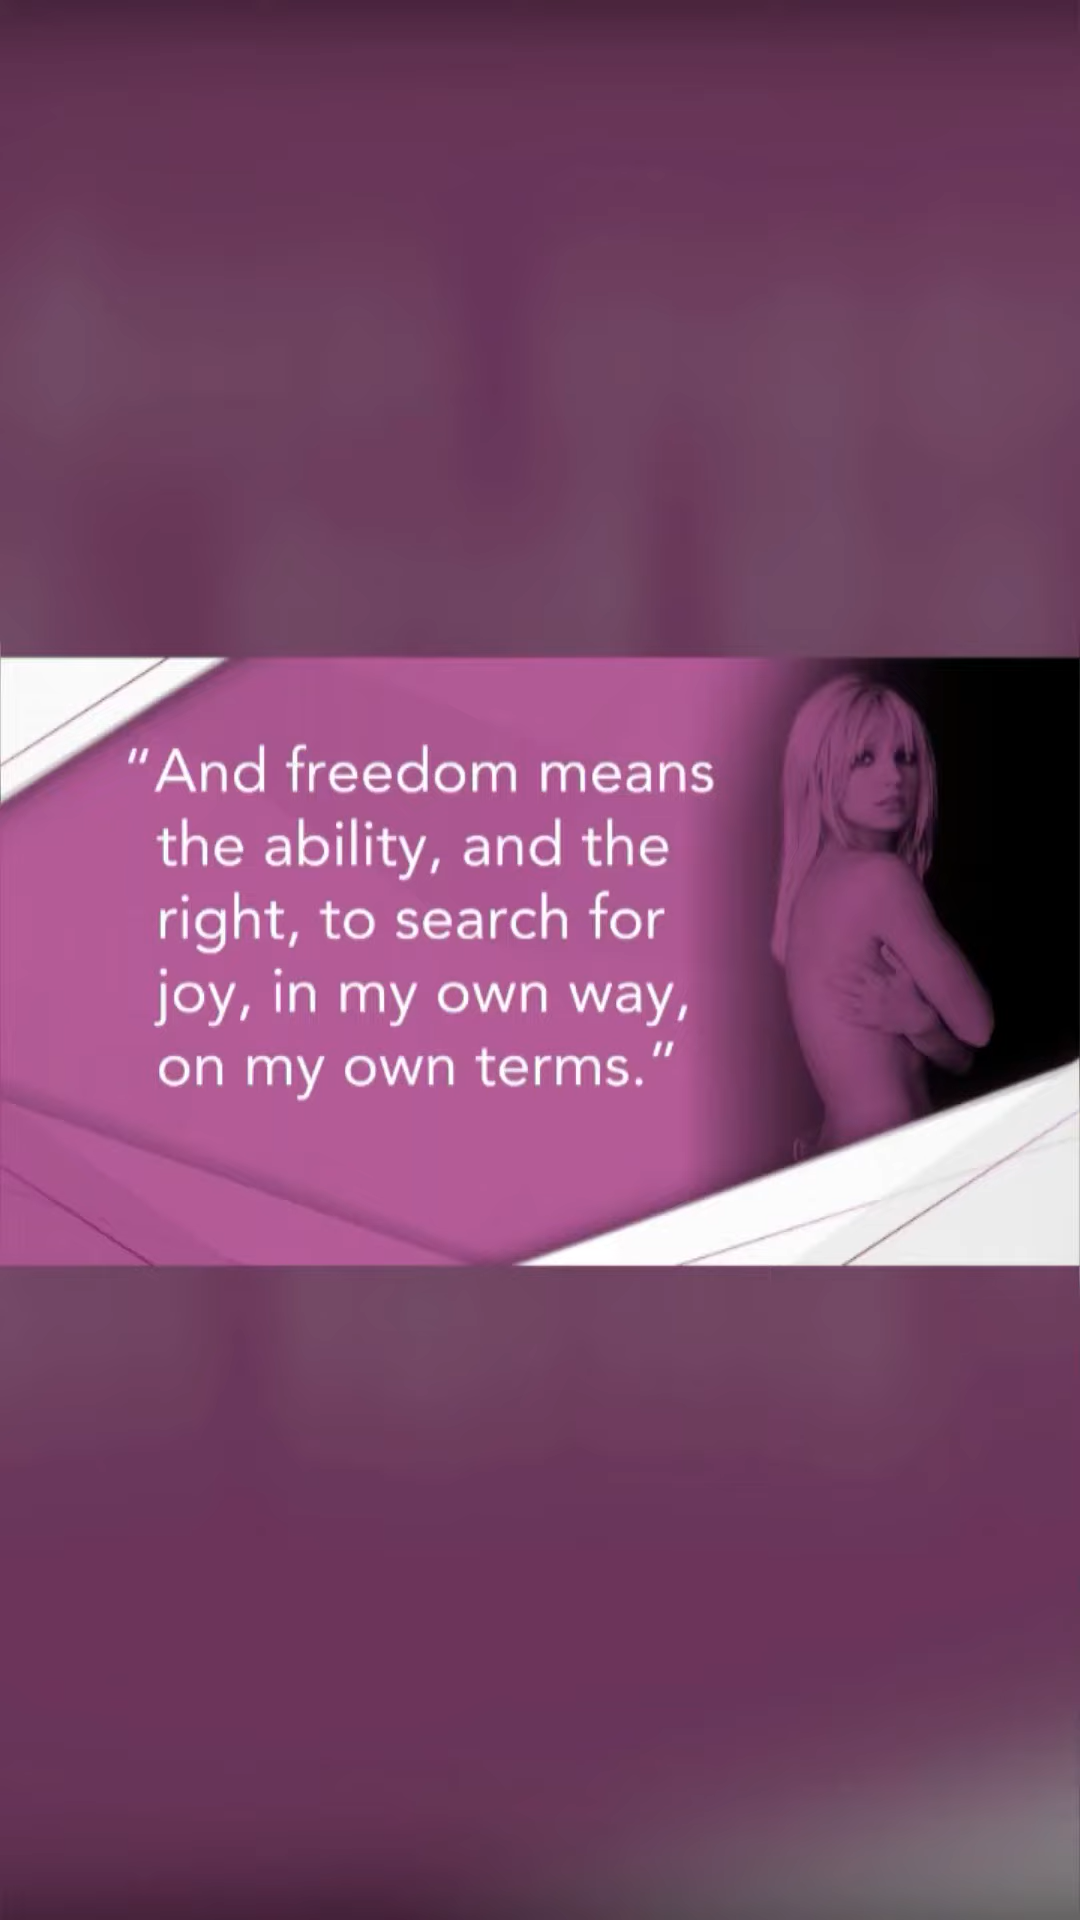 “And freedom means
the ability, and the
right, to search for
joy, in my own way,
on my own terms.”